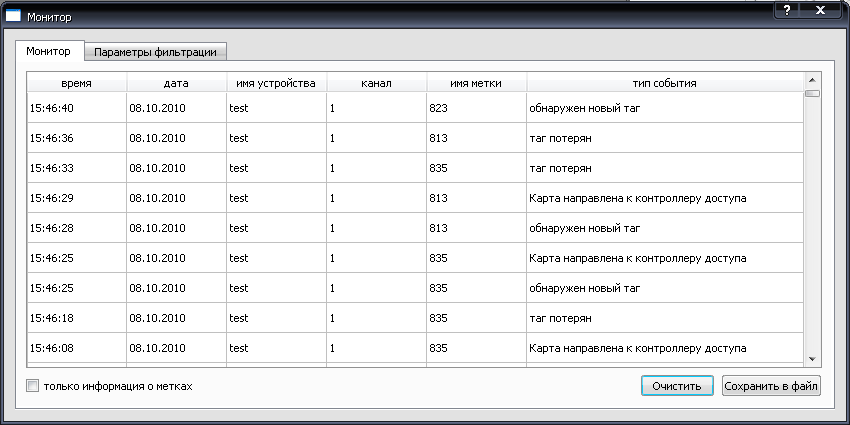 Монитор
Монитор Параметры фильтрации
время дата имя устройства канал имя метки тип события
15:46:40 08.10.2010 test 1 823 обнаружен новый таг
15:46:36 08.10.2010 test 1 813 таг потерян
15:46:33 08.10.2010 test 1 835 таг потерян
15:46:29 08.10.2010 test 1 813 Карта направлена к контроллеру доступа
15:46:28 08.10.2010 test 1 813 обнаружен новый таг
15:46:25 08.10.2010 test 1 835 Карта направлена к контроллеру доступа
15:46:25 08.10.2010 test 1 835 обнаружен новый таг
15:46:18 08.10.2010 test 1 835 таг потерян
15:46:08 08.10.2010 test 1 835 Карта направлена к контроллеру доступа
только информация о метках Очистить Сохранить в файл